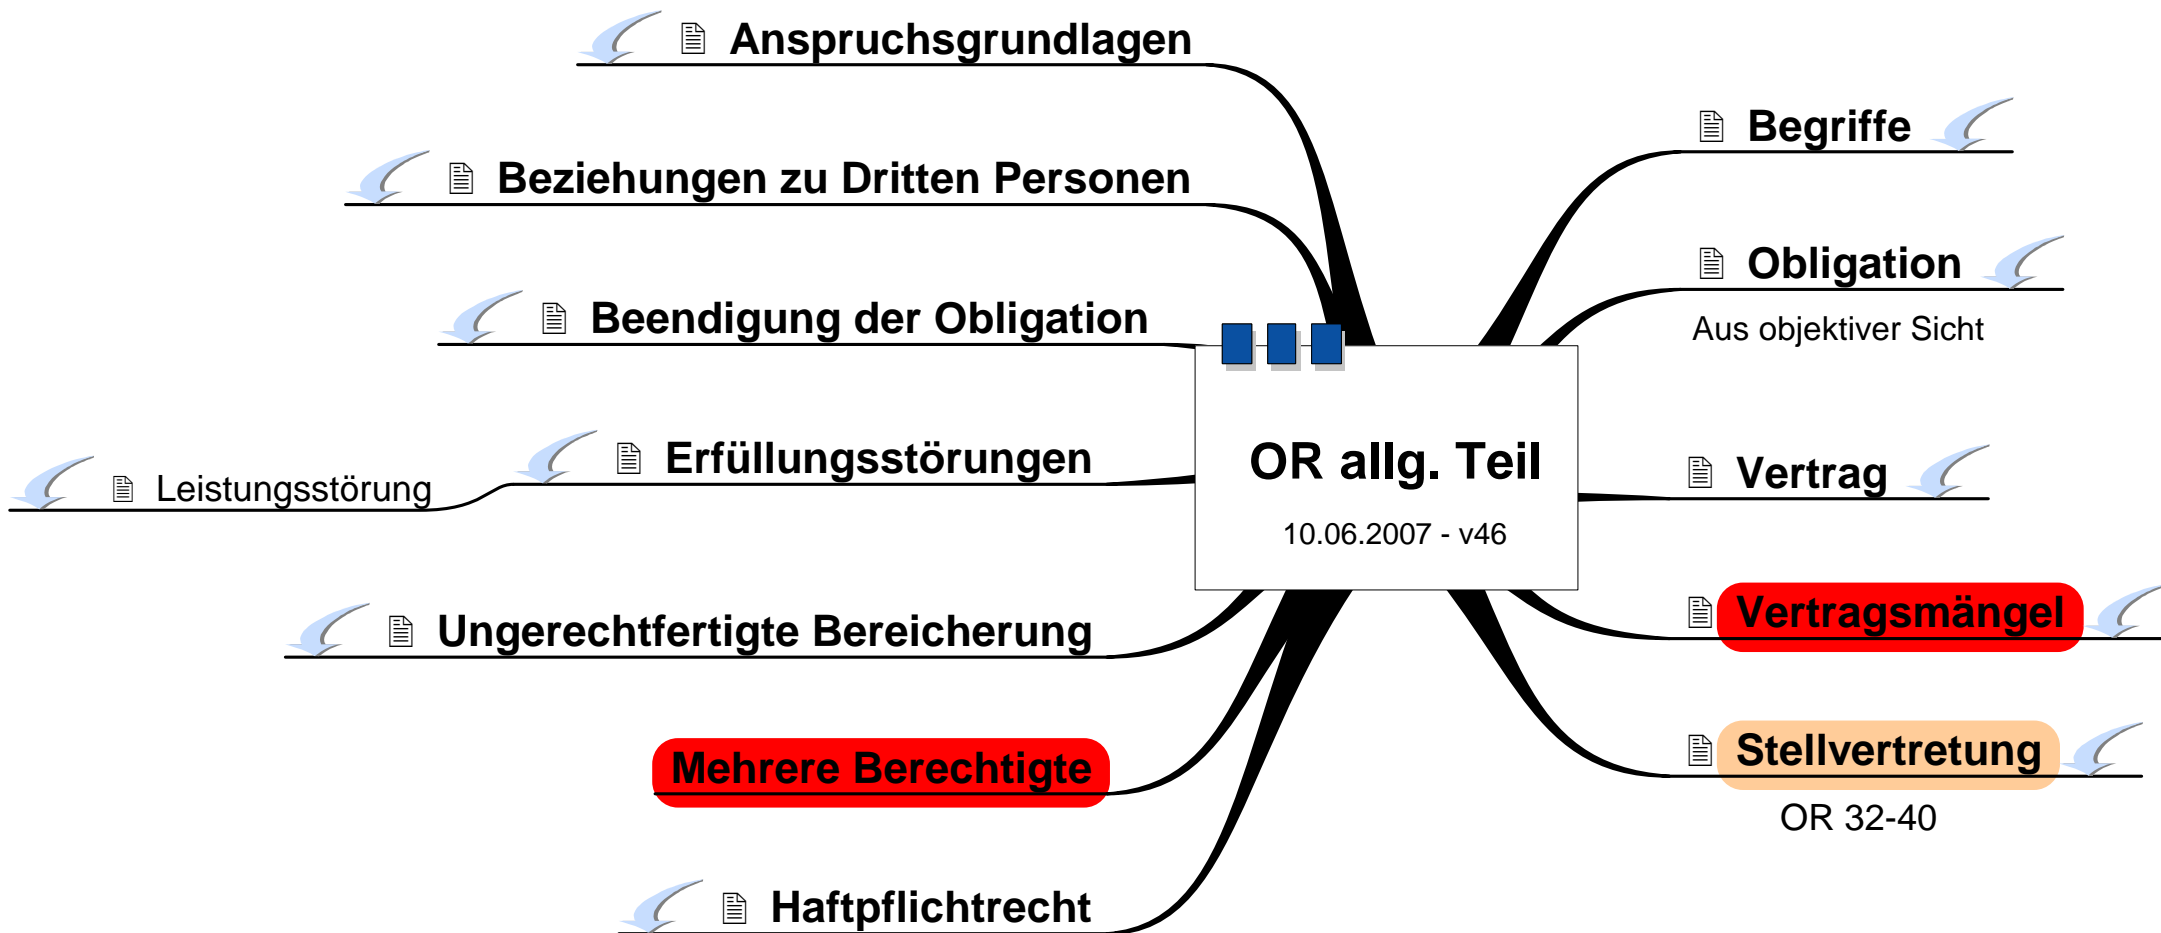 Anspruchsgrundlagen
Beziehungen zu Dritten Personen
Beendigung der Obligation
Erfüllungsstörungen
Leistungsstörung
Ungerechtfertigte Bereicherung
Mehrere Berechtigte
Haftpflichtrecht
OR allg. Teil
10.06.2007 - v46
Begriffe
Obligation
Aus objektiver Sicht
Vertrag
Vertragsmängel
Stellvertretung
OR 32-40